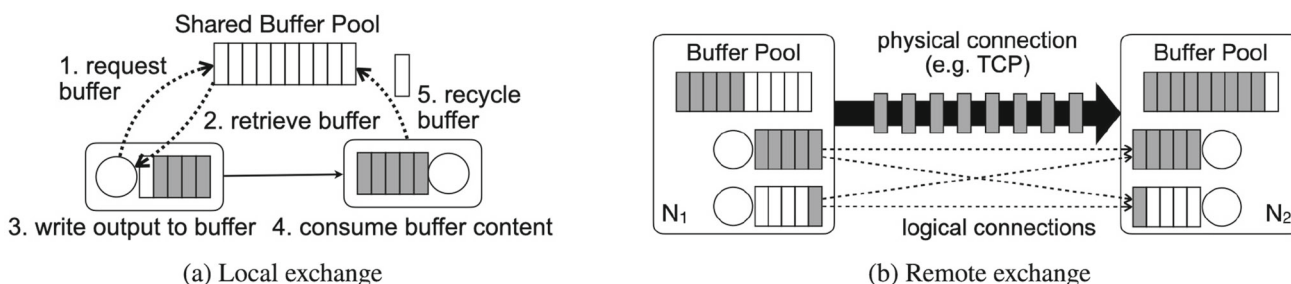 Shared Buffer Pool
1. request
buffer
2. retrieve buffer
5. recycle
buffer
3. write output to buffer
4. consume buffer content
(a) Local exchange
Buffer Pool
physical connection
(e.g. TCP)
Buffer Pool
N1
logical connections
N2
(b) Remote exchange